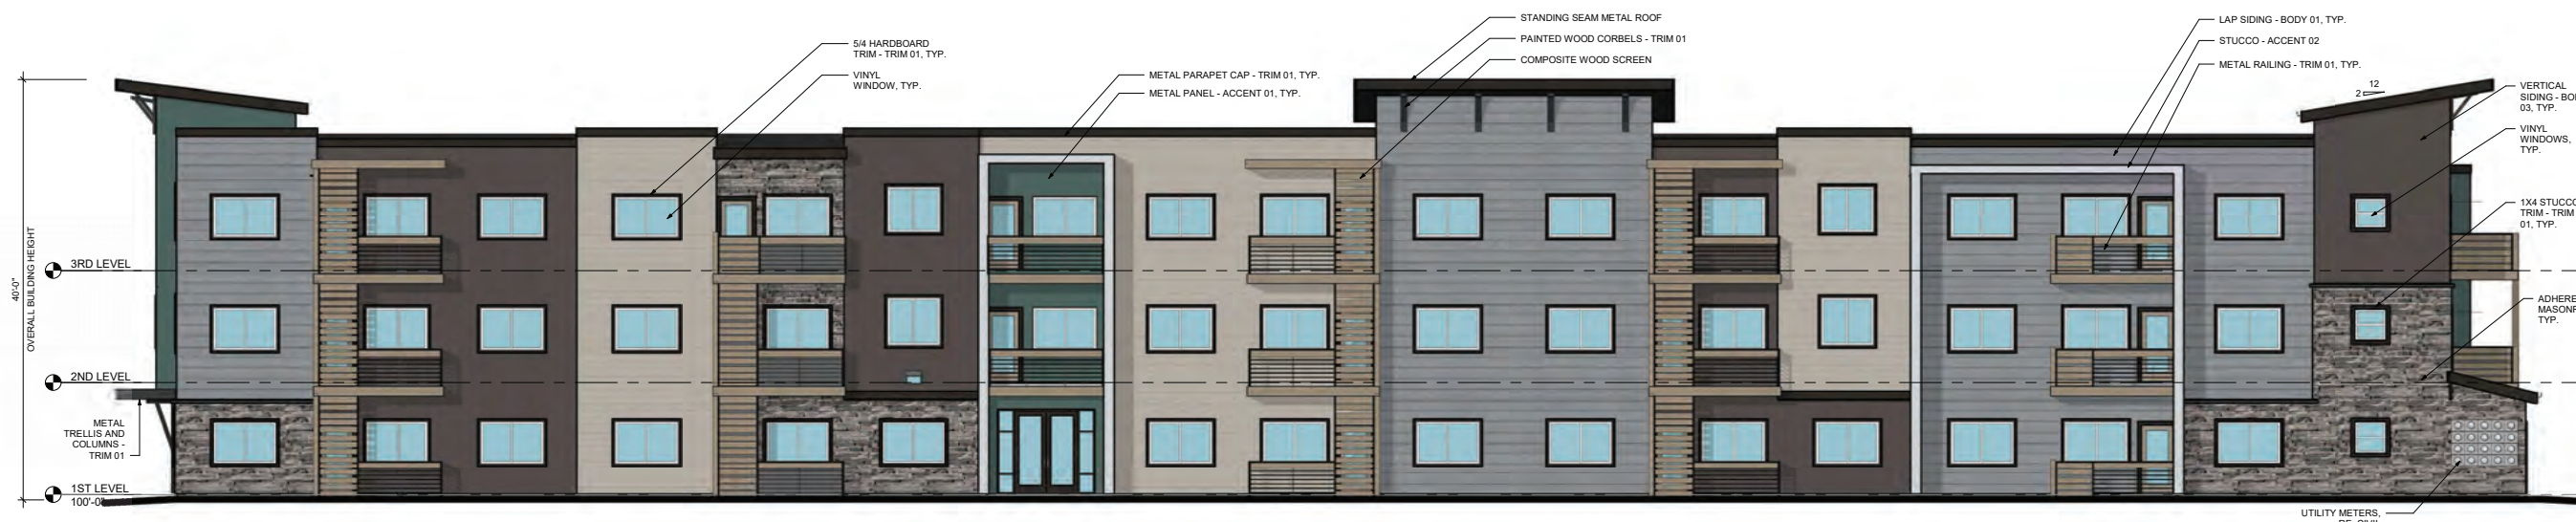 STANDING SEAM METAL ROOF
PAINTED WOOD CORBELS - TRIM 01
COMPOSITE WOOD SCREEN
LAP SIDING - BODY 01, TYP.
STUCCO - ACCENT 02
METAL RAILING - TRIM 01, TYP.
5/4 HARDBOARD
TRIM - TRIM 01, TYP.
VINYL
WINDOW, TYP.
METAL PARAPET CAP - TRIM 01, TYP.
METAL PANEL - ACCENT 01, TYP.
12
2
VERTICAL
SIDING -
03, TYP.
VINYL
WINDOWS,
TYP.
1X4 STUCCO
TRIM - TRIM
01, TYP.
TYP.
40'-0"
OVERALL BUILDING HEIGHT
3RD LEVEL
2ND LEVEL
METAL
TRELLIS AND
COLUMNS -
TRIM 01
1ST LEVEL
100'-0"
UTILITY METERS,